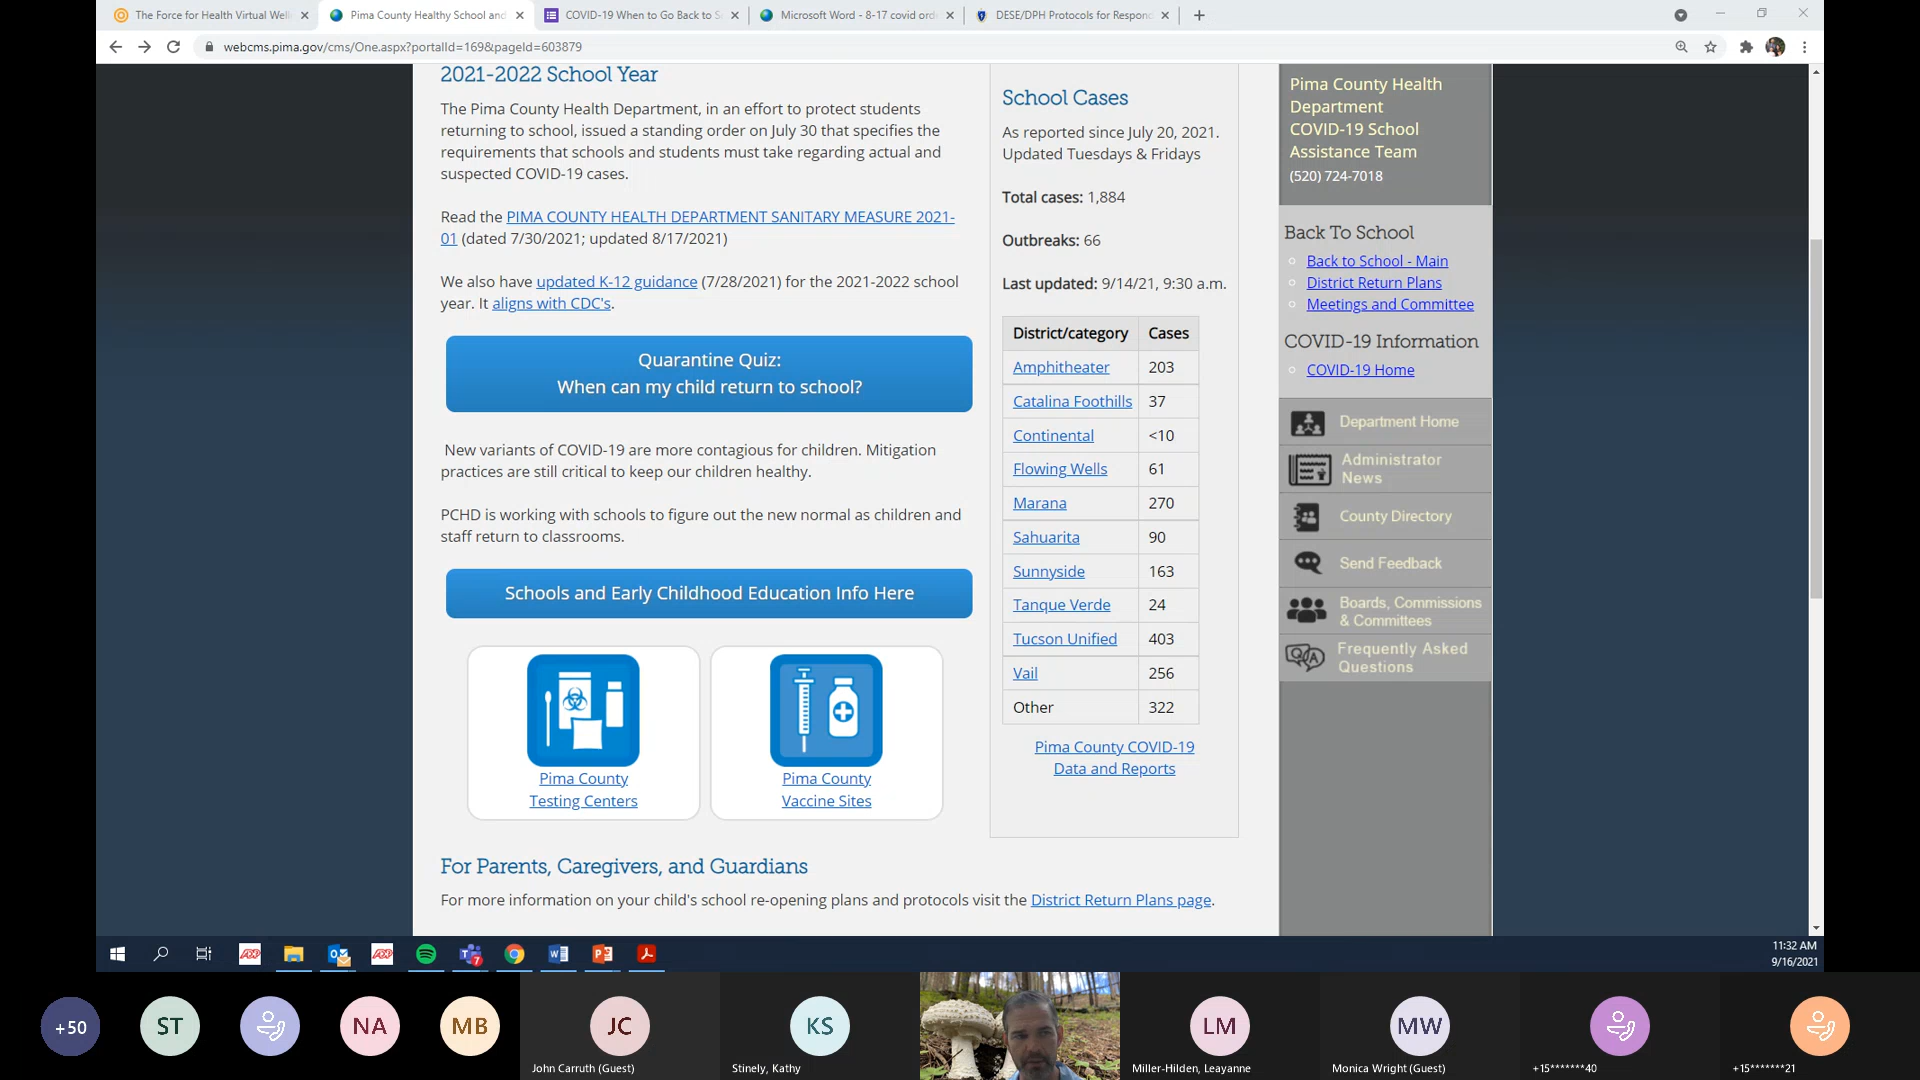 The Force for Health Virtual Well
Pima County Healthy School and
COVID-19 When to Go Back to S
Microsoft Word - 8-17 covid ord
DESE/DPH Protocols for Respond
webcms.pima.gov/cms/One.aspx?portalId=169&pageId=603879
2021-2022 School Year
The Pima County Health Department, in an effort to protect students
returning to school, issued a standing order on July 30 that specifies the
requirements that schools and students must take regarding actual and
suspected COVID-19 cases.
Read the PIMA COUNTY HEALTH DEPARTMENT SANITARY MEASURE 2021-
01 (dated 7/30/2021; updated 8/17/2021)
We also have updated K-12 guidance (7/28/2021) for the 2021-2022 school
year. It aligns with CDC's.
Quarantine Quiz:
When can my child return to school?
New variants of COVID-19 are more contagious for children. Mitigation
practices are still critical to keep our children healthy.
PCHD is working with schools to figure out the new normal as children and
staff return to classrooms.
Schools and Early Childhood Education Info Here
Pima County
Testing Centers
Pima County
Vaccine Sites
For Parents, Caregivers, and Guardians
For more information on your child's school re-opening plans and protocols visit the District Return Plans page.
School Cases
As reported since July 20, 2021.
Updated Tuesdays & Fridays
Total cases: 1,884
Outbreaks: 66
Last updated: 9/14/21, 9:30 a.m.
District/category Cases
Amphitheater 203
Catalina Foothills 37
Continental <10
Flowing Wells 61
Marana 270
Sahuarita 90
Sunnyside 163
Tanque Verde 24
Tucson Unified 403
Vail 256
Other 322
Pima County COVID-19
Data and Reports
Pima County Health
Department
COVID-19 School
Assistance Team
(520) 724-7018
Back To School
Back to School - Main
District Return Plans
Meetings and Committee
COVID-19 Information
COVID-19 Home
Department Home
Administrator
News
County Directory
Send Feedback
Boards, Commissions
& Committees
Frequently Asked
Questions
11:32 AM
9/16/2021
+50
ST
NA
MB
JC
KS
LM
MW
John Carruth (Guest)
Stinely, Kathy
Miller-Hilden, Leayanne
Monica Wright (Guest)
+15*******40
+15*******21